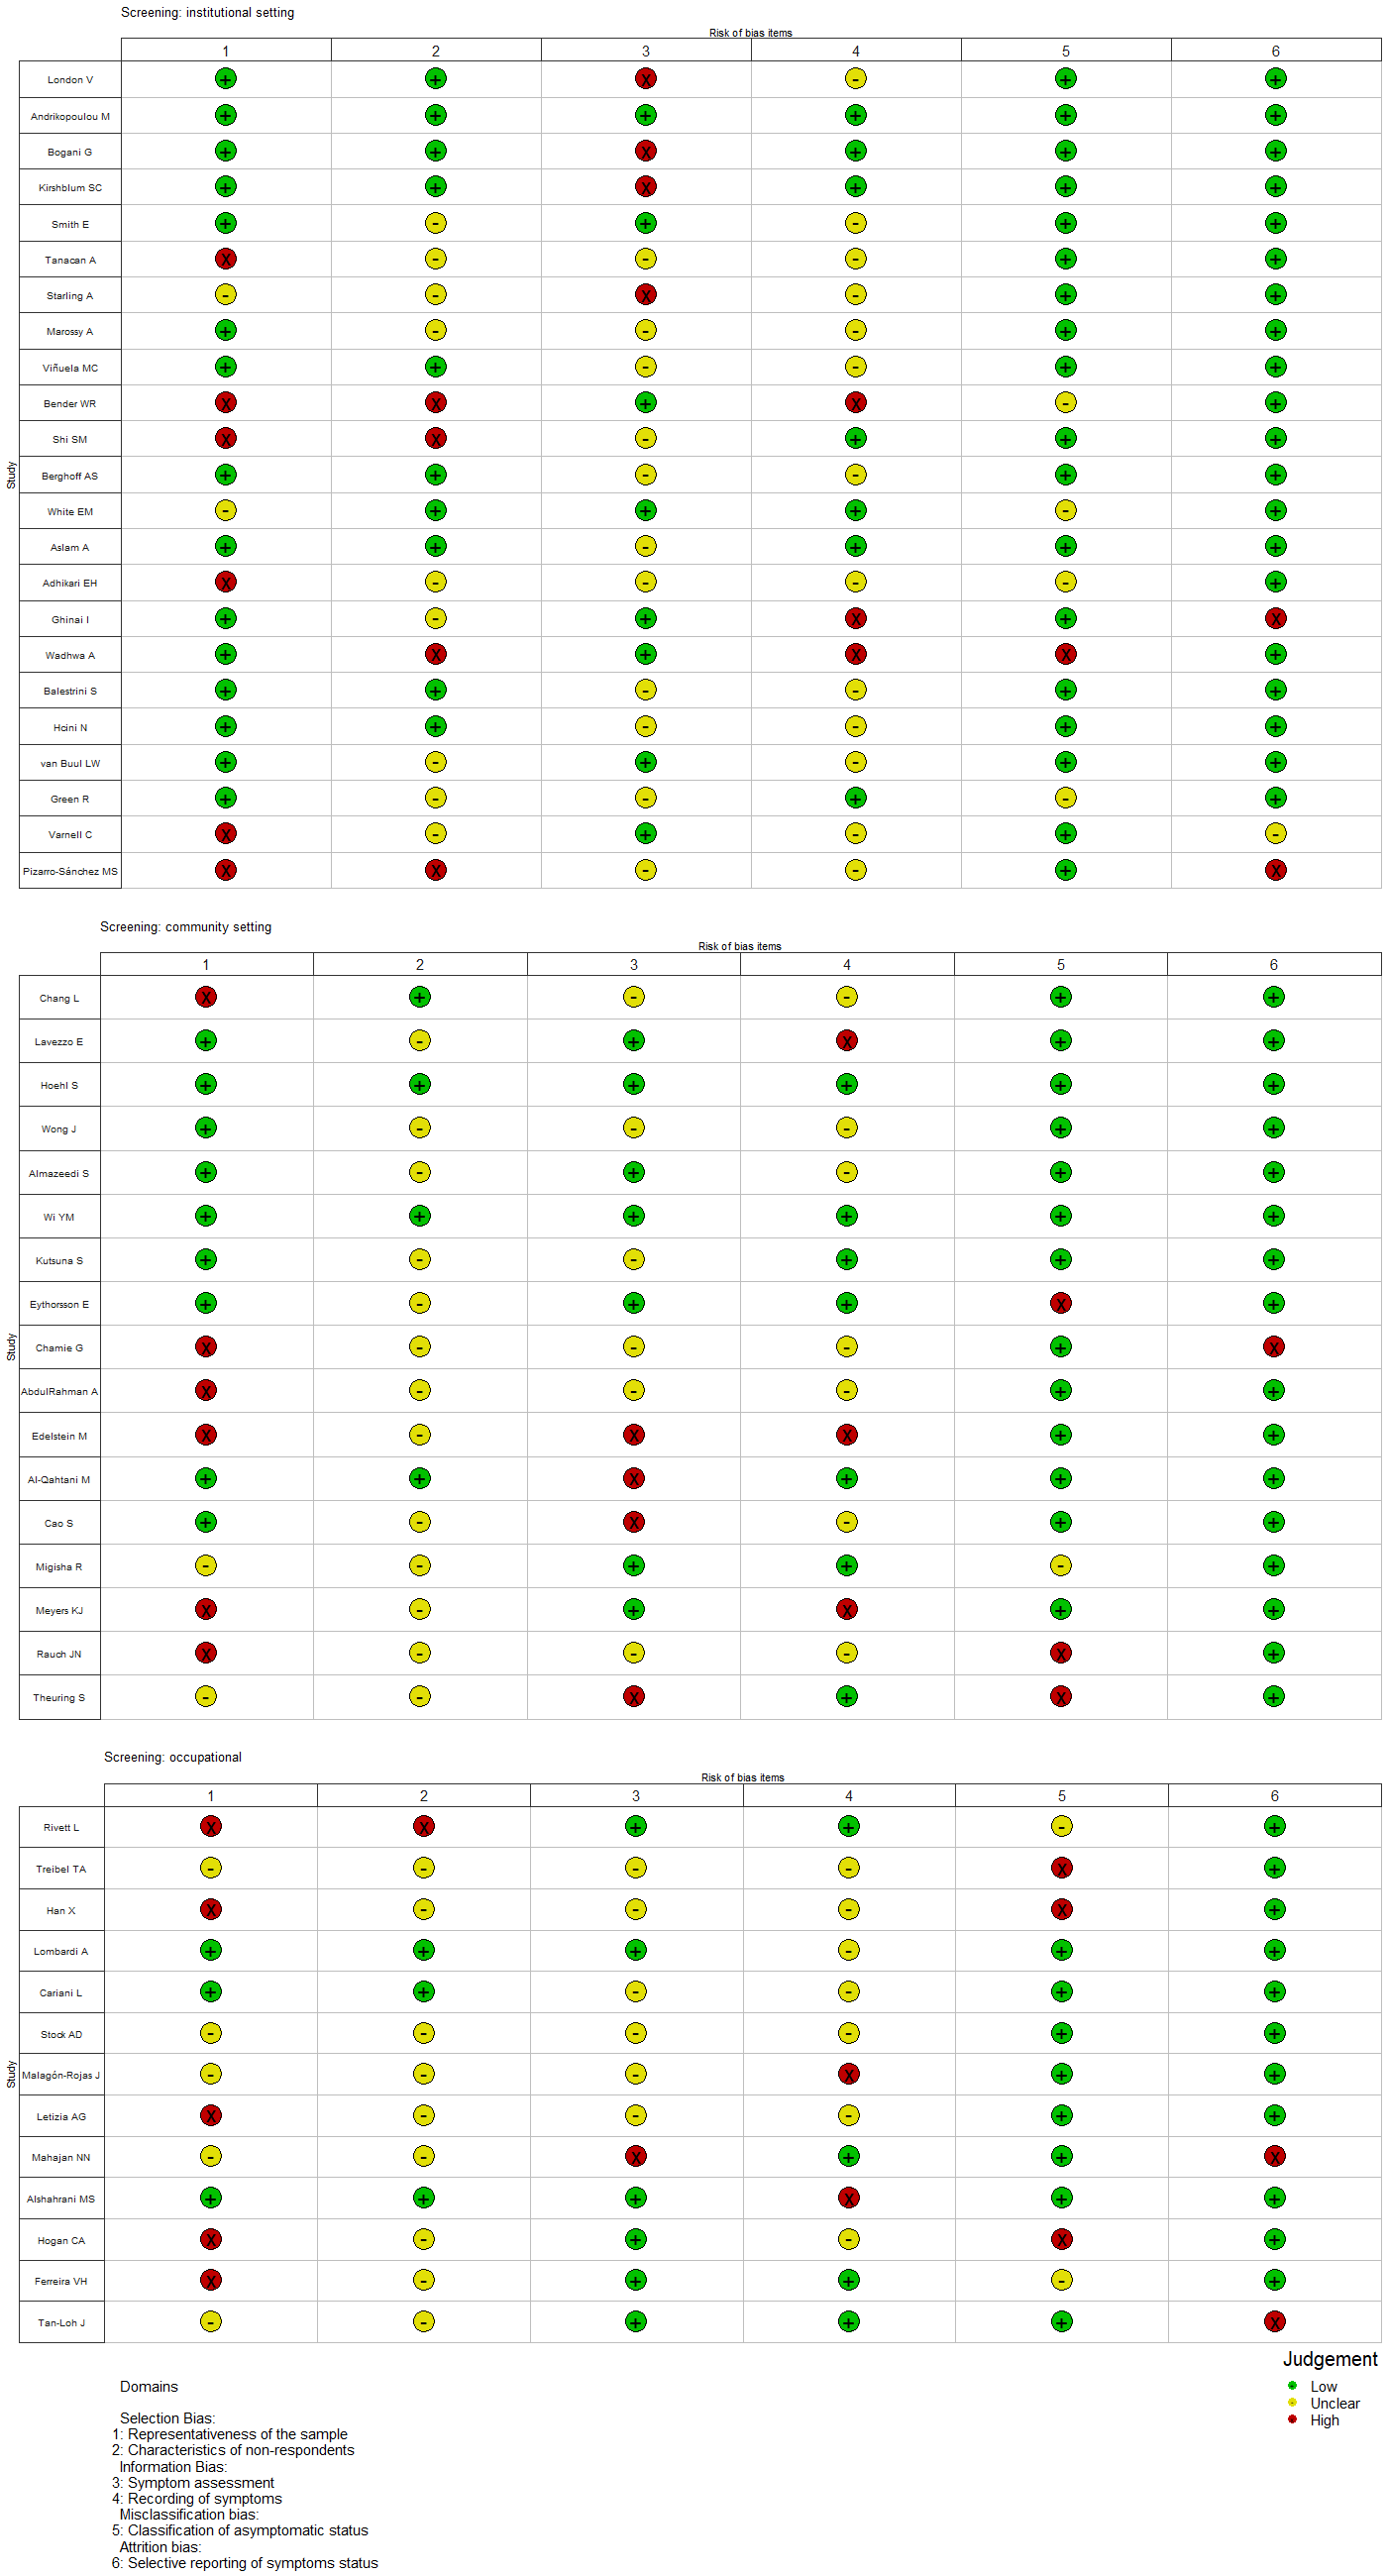 Screening: institutional setting
Risk of bias items
1 2 3 4 5 6
Study
London V + + X - + +
Andrikopoulou M + + + + + +
Bogani G + + X + + +
Kirshblum SC + + X + + +
Smith E + - + - + +
Tanacan A X - - - + +
Starling A - - X - + +
Marossy A + - - - + +
Viñuela MC + + - - + +
Bender WR X X + X - +
Shi SM X X - + + +
Berghoff AS + + - - + +
White EM - + + + - +
Aslam A + + - + + +
Adhikari EH X - - - - +
Ghinai I + - + X + X
Wadhwa A + X + X X +
Balestrini S + + - - + +
Hcini N + + - - + +
van Buul LW + - + - + +
Green R + - - + - +
Varnell C X - + - + -
Pizarro-Sánchez MS X X - - + X
Screening: community setting
Risk of bias items
1 2 3 4 5 6
Study
Chang L X + - - + +
Lavezzo E + - + X + +
Hoehl S + + + + + +
Wong J + - - - + +
Almazeedi S + - + - + +
Wi YM + + + + + +
Kutsuna S + - - + + +
Eythorsson E + - + + X +
Chamie G X - - - + X
AbdulRahman A X - - - + +
Edelstein M X - X X + +
Al-Qahtani M + + X + + +
Cao S + - X - + +
Migisha R - - + + - +
Meyers KJ X - + X + +
Rauch JN X - - - X +
Theuring S - - X + X +
Screening: occupational
Risk of bias items
1 2 3 4 5 6
Study
Rivett L X X + + - +
Treibel TA - - - - X +
Han X X - - - X +
Lombardi A + + + - + +
Cariani L + + - - + +
Stock AD - - - - + +
Malagón-Rojas J - - - X + +
Letizia AG X - - - + +
Mahajan NN - - X + + X
Alshahrani MS + + + X + +
Hogan CA X - + - X +
Ferreira VH X - + + - +
Tan-Loh J - - + + + X
Judgement
Low
Unclear
High
Domains
Selection Bias:
1: Representativeness of the sample
2: Characteristics of non-respondents
Information Bias:
3: Symptom assessment
4: Recording of symptoms
Misclassification bias:
5: Classification of asymptomatic status
Attrition bias:
6: Selective reporting of symptoms status